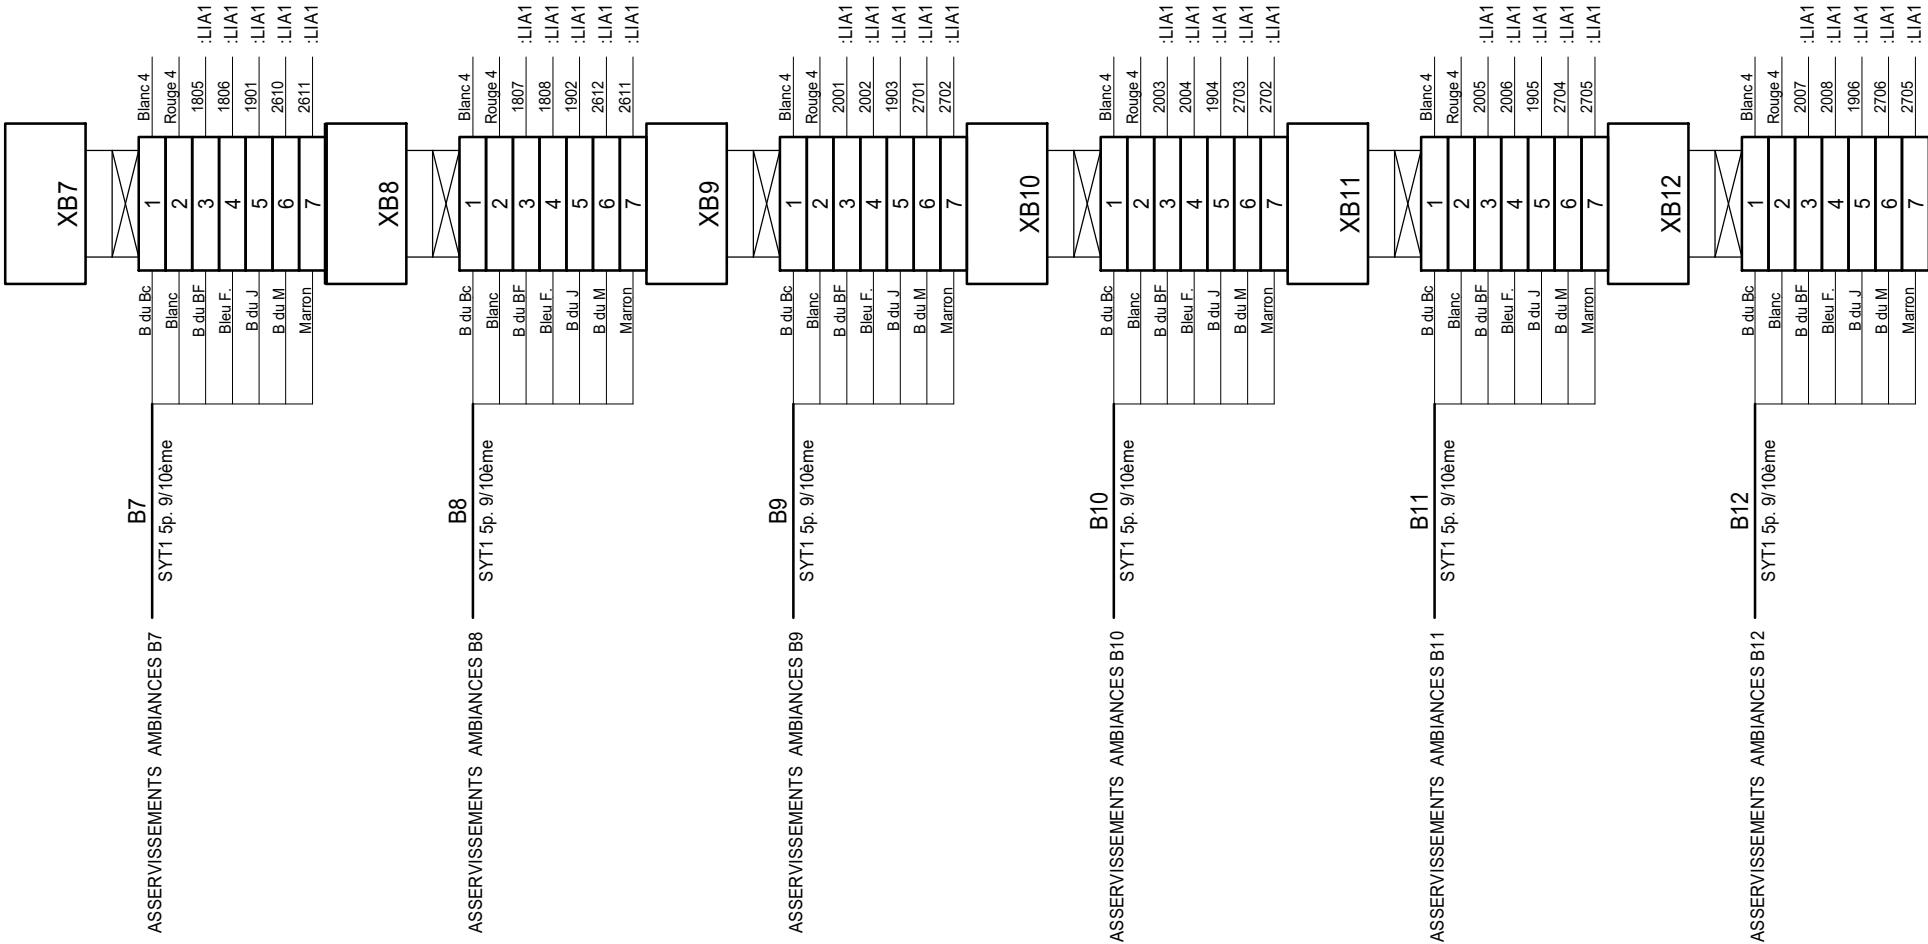 XB7
1
2
3
4
5
6
7
Blanc 4
Rouge 4
1805 :LIA1
1806 :LIA1
1901 :LIA1
2610 :LIA1
2611 :LIA1
B du Bc
Blanc
B du BF
Bleu F.
B du J
B du M
Marron
B7
SYT1 5p. 9/10ème
ASSERVISSEMENTS AMBIANCES B7
XB8
1
2
3
4
5
6
7
Blanc 4
Rouge 4
1807 :LIA1
1808 :LIA1
1902 :LIA1
2612 :LIA1
2611 :LIA1
B du Bc
Blanc
B du BF
Bleu F.
B du J
B du M
Marron
B8
SYT1 5p. 9/10ème
ASSERVISSEMENTS AMBIANCES B8
XB9
1
2
3
4
5
6
7
Blanc 4
Rouge 4
2001 :LIA1
2002 :LIA1
1903 :LIA1
2701 :LIA1
2702 :LIA1
B du Bc
Blanc
B du BF
Bleu F.
B du J
B du M
Marron
B9
SYT1 5p. 9/10ème
ASSERVISSEMENTS AMBIANCES B9
XB10
1
2
3
4
5
6
7
Blanc 4
Rouge 4
2003 :LIA1
2004 :LIA1
1904 :LIA1
2703 :LIA1
2702 :LIA1
B du Bc
Blanc
B du BF
Bleu F.
B du J
B du M
Marron
B10
SYT1 5p. 9/10ème
ASSERVISSEMENTS AMBIANCES B10
XB11
1
2
3
4
5
6
7
Blanc 4
Rouge 4
2005 :LIA1
2006 :LIA1
1905 :LIA1
2704 :LIA1
2705 :LIA1
B du Bc
Blanc
B du BF
Bleu F.
B du J
B du M
Marron
B11
SYT1 5p. 9/10ème
ASSERVISSEMENTS AMBIANCES B11
XB12
1
2
3
4
5
6
7
Blanc 4
Rouge 4
2007 :LIA1
2008 :LIA1
1906 :LIA1
2706 :LIA1
2705 :LIA1
B du Bc
Blanc
B du BF
Bleu F.
B du J
B du M
Marron
B12
SYT1 5p. 9/10ème
ASSERVISSEMENTS AMBIANCES B12